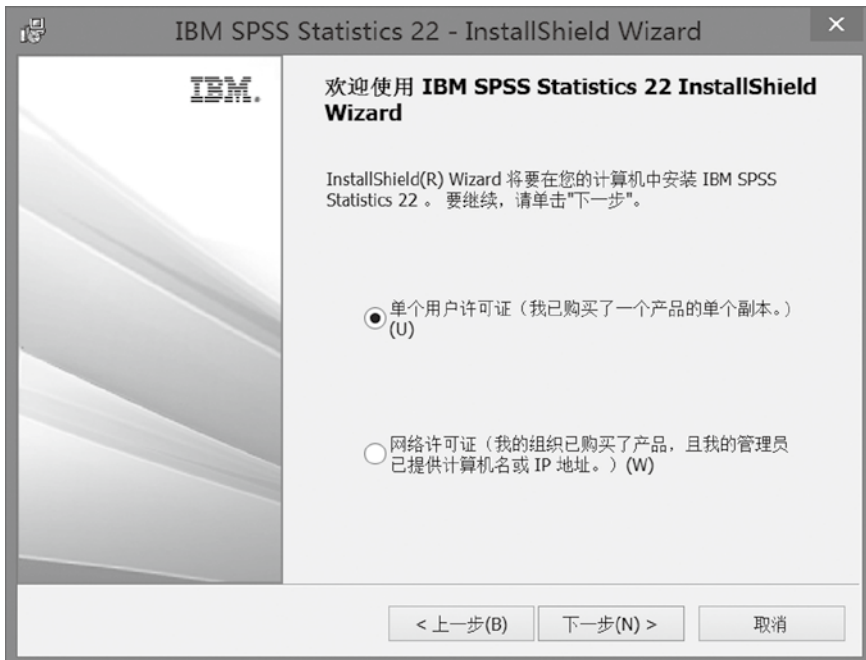 IBM SPSS Statistics 22 - InstallShield Wizard
IBM.
欢迎使用 IBM SPSS Statistics 22 InstallShield
Wizard
InstallShield(R) Wizard 将要在您的计算机中安装 IBM SPSS
Statistics 22 。 要继续，请单击"下一步"。
单个用户许可证（我已购买了一个产品的单个副本。）
(U)
网络许可证（我的组织已购买了产品，且我的管理员
已提供计算机名或 IP 地址。）(W)
< 上一步(B)
下一步(N) >
取消